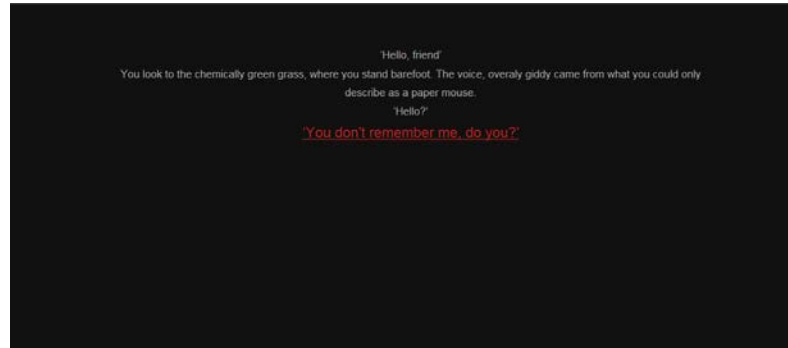 'Hello, friend'
You look to the chemically green grass, where you stand barefoot. The voice, overaly giddy came from what you could only
describe as a paper mouse.
'Hello?'
'You don't remember me, do you?'